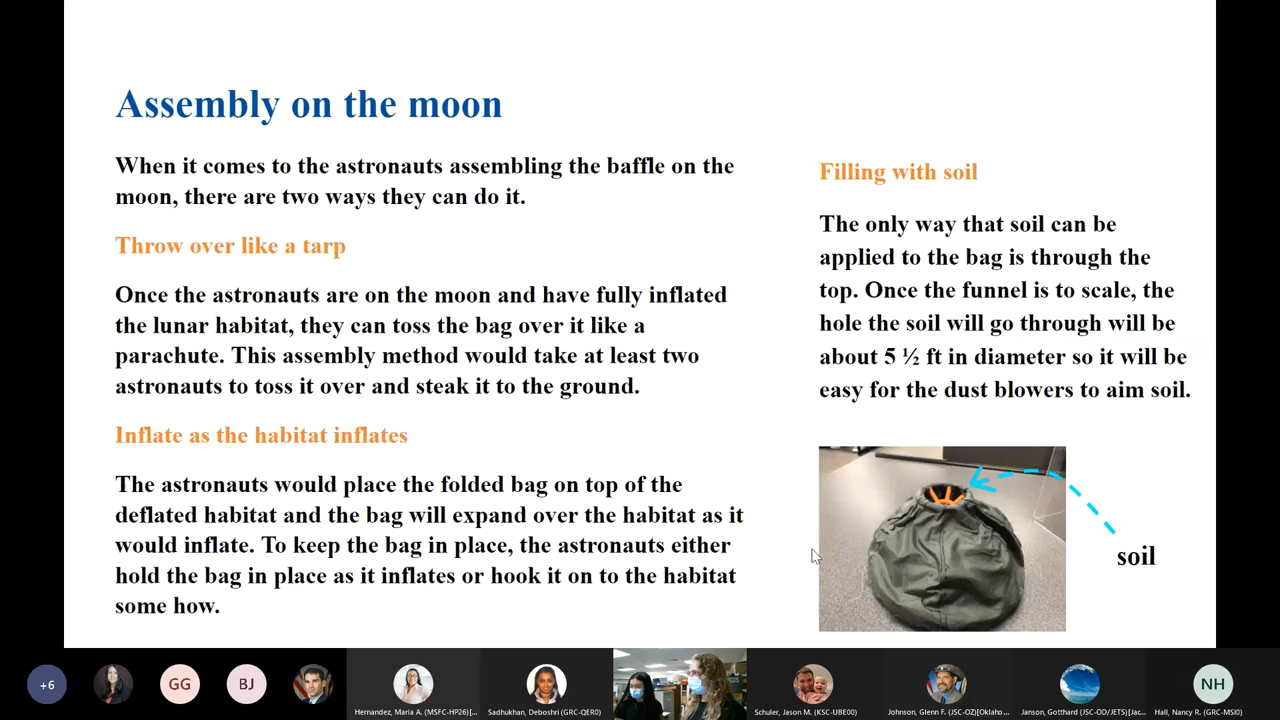 Assembly on the moon
When it comes to the astronauts assembling the baffle on the
moon, there are two ways they can do it.
Throw over like a tarp
Once the astronauts are on the moon and have fully inflated
the lunar habitat, they can toss the bag over it like a
parachute. This assembly method would take at least two
astronauts to toss it over and steak it to the ground.
Inflate as the habitat inflates
The astronauts would place the folded bag on top of the
deflated habitat and the bag will expand over the habitat as it
would inflate. To keep the bag in place, the astronauts either
hold the bag in place as it inflates or hook it on to the habitat
some how.
Filling with soil
The only way that soil can be
applied to the bag is through the
top. Once the funnel is to scale, the
hole the soil will go through will be
about 5 ½ ft in diameter so it will be
easy for the dust blowers to aim soil.
soil
+6
GG
BJ
Hernandez, Maria A. (MSFC-HP26)[...
Sadhukhan, Deboshri (GRC-QER0)
Schuler, Jason M. (KSC-UBE00)
Johnson, Glenn F. (JSC-OZ)[Oklaho...
Janson, Gotthard (JSC-OD/JETS)[Jac...
NH
Hall, Nancy R. (GRC-MSI0)